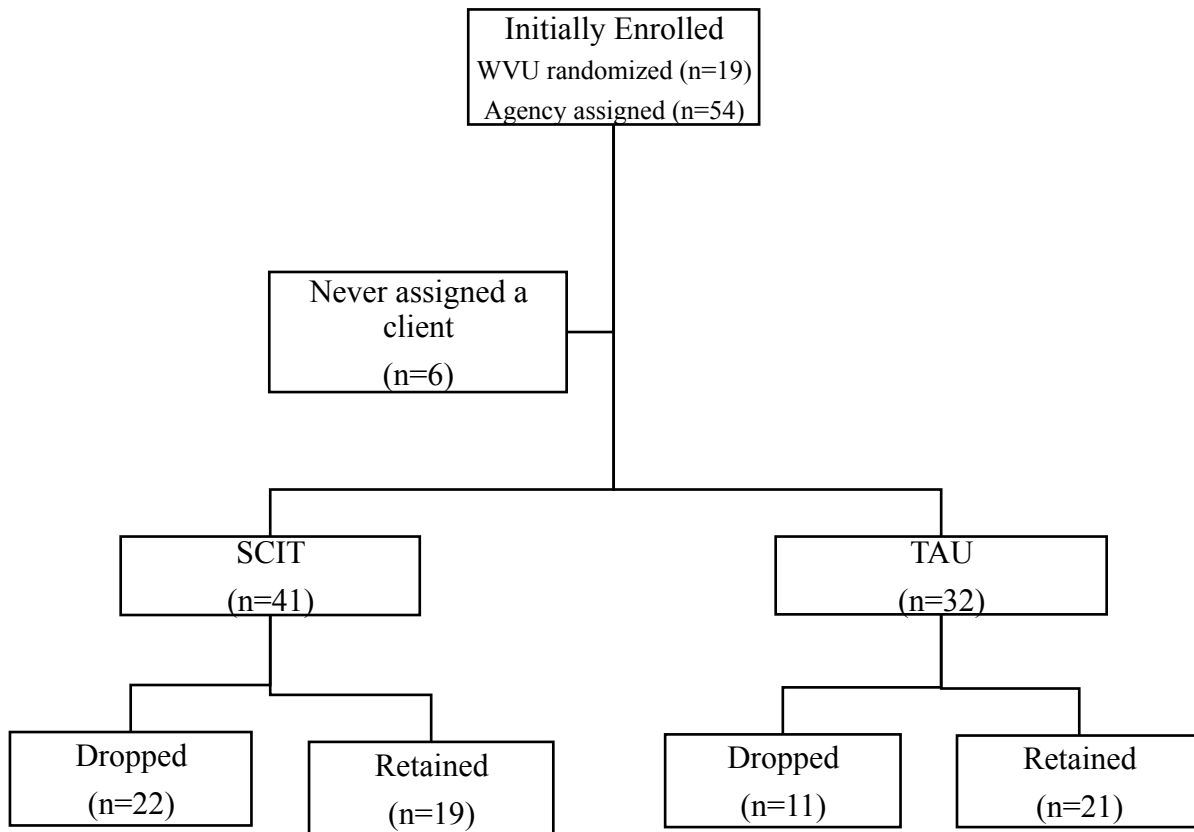 Initially Enrolled
WVU randomized (n=19)
Agency assigned (n=54)
Never assigned a
client
(n=6)
SCIT
(n=41)
TAU
(n=32)
Dropped
(n=22)
Retained
(n=19)
Dropped
(n=11)
Retained
(n=21)